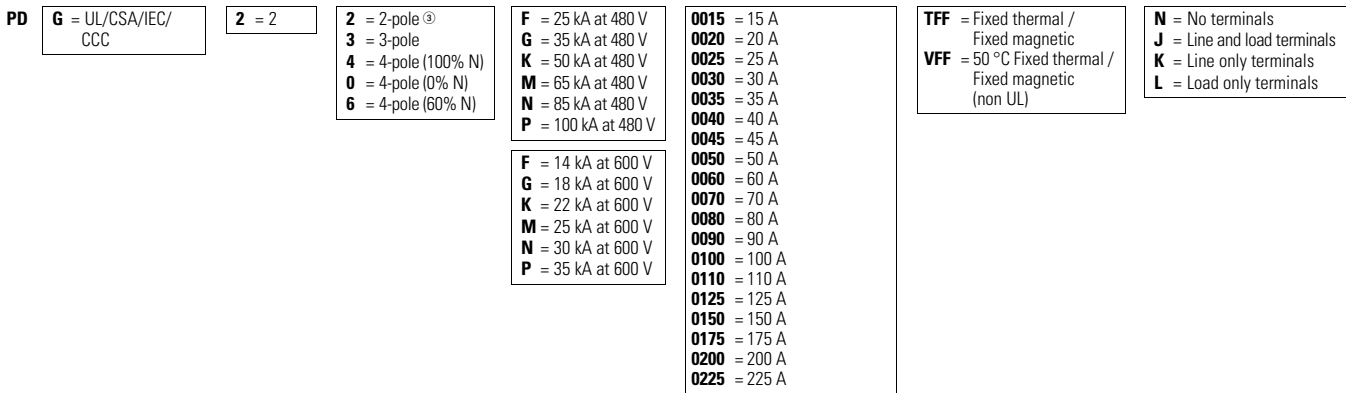 PD
G = UL/CSA/IEC/
CCC
2 = 2
2 = 2-pole ③
3 = 3-pole
4 = 4-pole (100% N)
0 = 4-pole (0% N)
6 = 4-pole (60% N)
F = 25 kA at 480 V
G = 35 kA at 480 V
K = 50 kA at 480 V
M = 65 kA at 480 V
N = 85 kA at 480 V
P = 100 kA at 480 V
F = 14 kA at 600 V
G = 18 kA at 600 V
K = 22 kA at 600 V
M = 25 kA at 600 V
N = 30 kA at 600 V
P = 35 kA at 600 V
0015 = 15 A
0020 = 20 A
0025 = 25 A
0030 = 30 A
0035 = 35 A
0040 = 40 A
0045 = 45 A
0050 = 50 A
0060 = 60 A
0070 = 70 A
0080 = 80 A
0090 = 90 A
0100 = 100 A
0110 = 110 A
0125 = 125 A
0150 = 150 A
0175 = 175 A
0200 = 200 A
0225 = 225 A
TFF = Fixed thermal /
Fixed magnetic
VFF = 50 °C Fixed thermal /
Fixed magnetic
(non UL)
N = No terminals
J = Line and load terminals
K = Line only terminals
L = Load only terminals